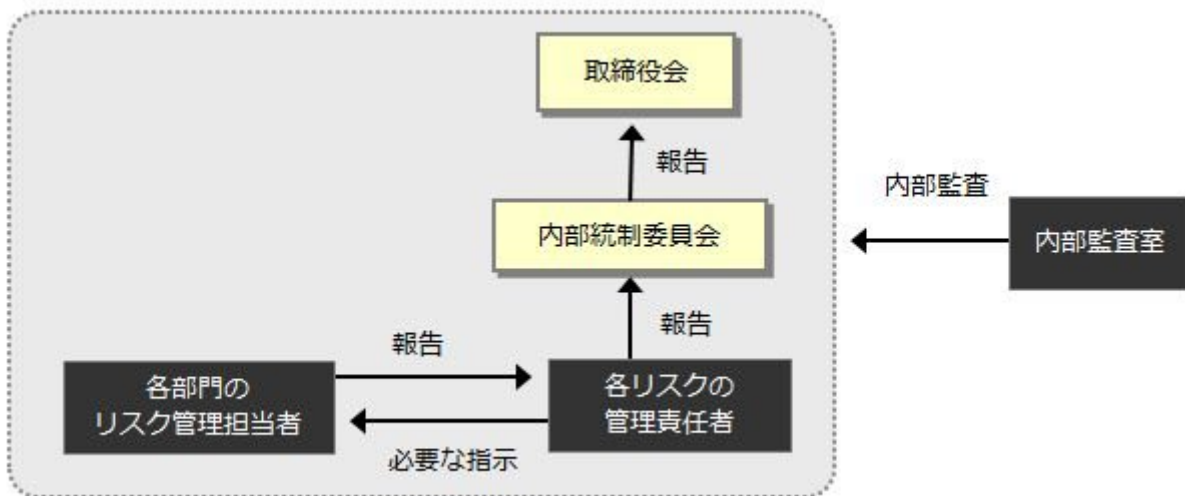 取締役会
報告
内部監査
内部統制委員会
内部監査室
報告
報告
各部門の
リスク管理担当者
各リスクの
管理責任者
必要な指示